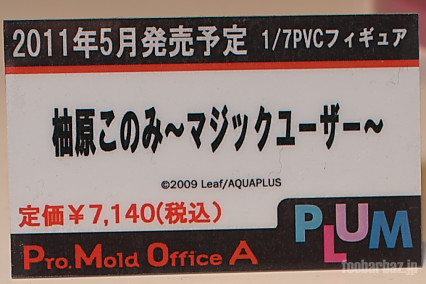 2011年5月発売予定 1/7PVCフィギュア
柚原このみ～マジックユーザー～
©2009 Leaf/AQUAPLUS
定価￥7,140(税込)
Pro.Mold Office A
PLUM
foobarbaz.jp